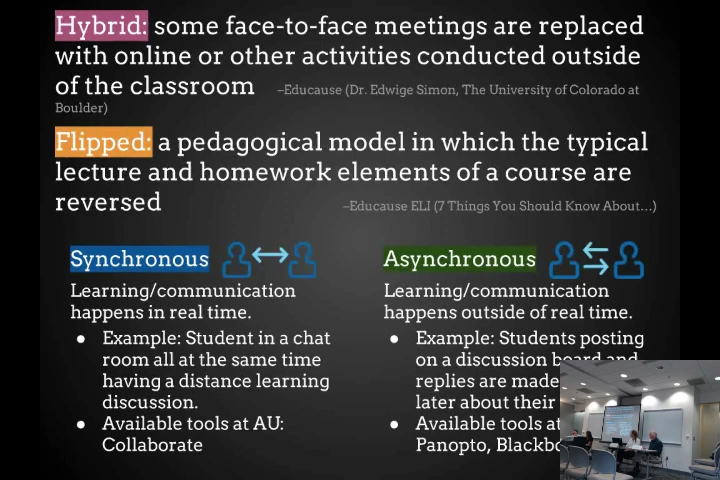 Hybrid: some face-to-face meetings are replaced
with online or other activities conducted outside
of the classroom –Educause (Dr. Edwige Simon, The University of Colorado at
Boulder)
Flipped: a pedagogical model in which the typical
lecture and homework elements of a course are
reversed –Educause ELI (7 Things You Should Know About...)
Synchronous
Learning/communication
happens in real time.
● Example: Student in a chat
room all at the same time
having a distance learning
discussion.
● Available tools at AU:
Collaborate
Asynchronous
Learning/communication
happens outside of real time.
● Example: Students posting
on a discussion board and
replies are made
later about their
● Available tools at
Panopto,